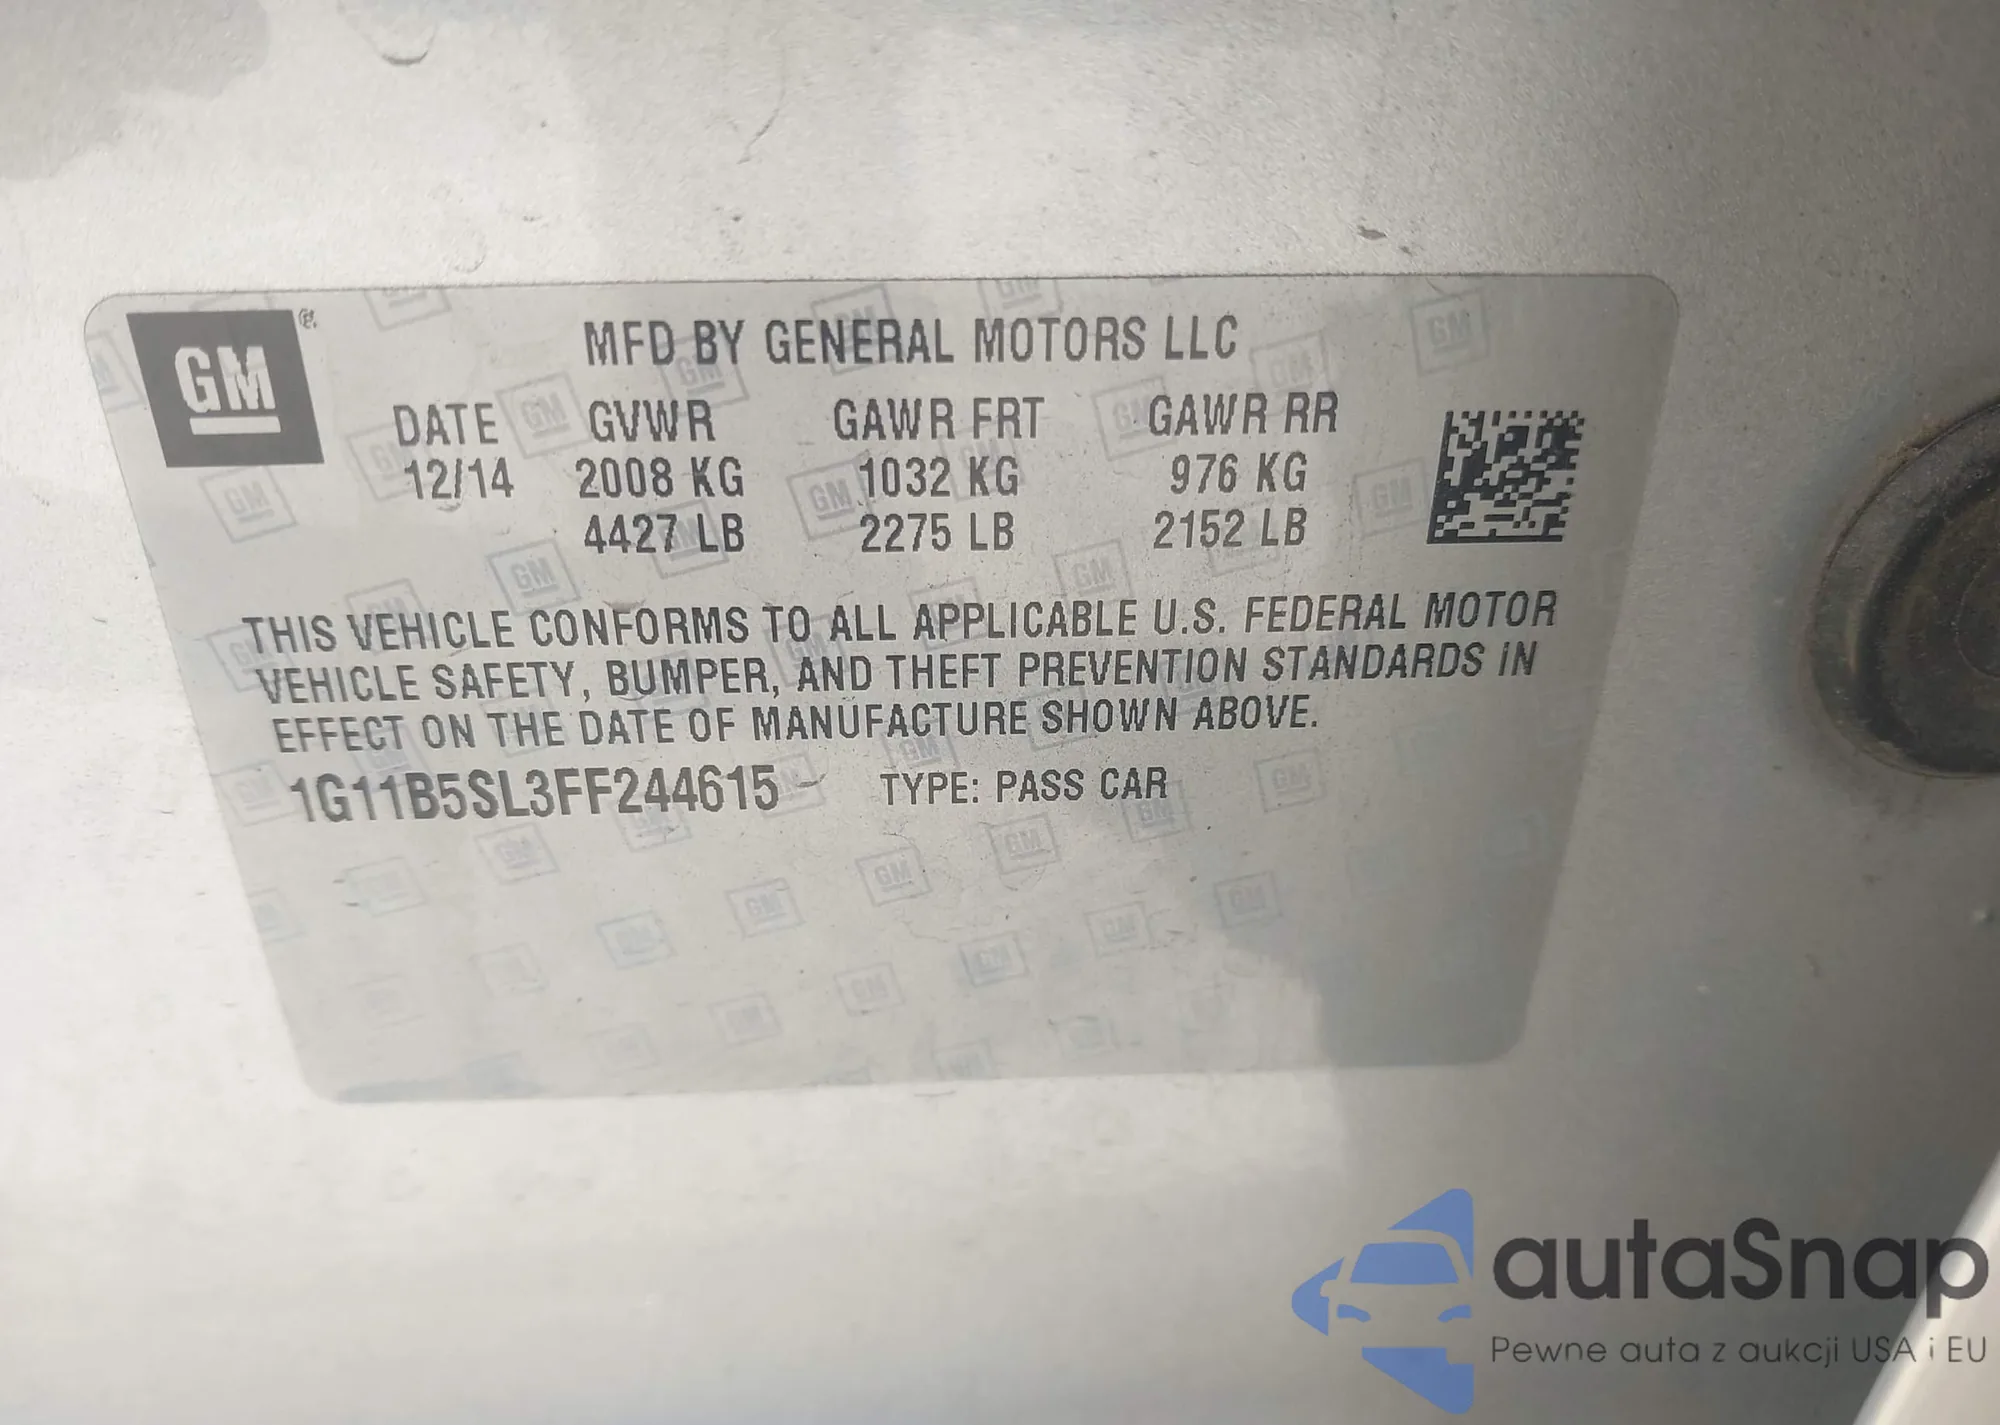 GM
MFD BY GENERAL MOTORS LLC
DATE GVWR GAWR FRT GAWR RR
12/14 2008 KG 1032 KG 976 KG
4427 LB 2275 LB 2152 LB
THIS VEHICLE CONFORMS TO ALL APPLICABLE U.S. FEDERAL MOTOR
VEHICLE SAFETY, BUMPER, AND THEFT PREVENTION STANDARDS IN
EFFECT ON THE DATE OF MANUFACTURE SHOWN ABOVE.
1G11B5SL3FF244615 TYPE: PASS CAR
autaSnap
Pewne auta z aukcji USA i EU